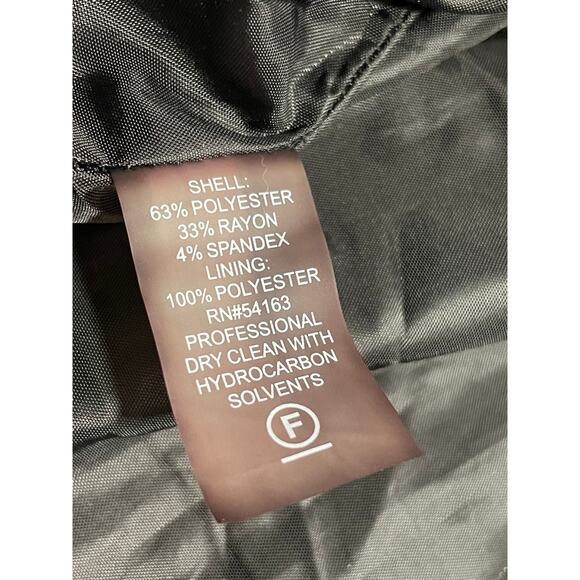 SHELL:
63% POLYESTER
33% RAYON
4% SPANDEX
LINING:
100% POLYESTER
RN#54163
PROFESSIONAL
DRY CLEAN WITH
HYDROCARBON
SOLVENTS
F